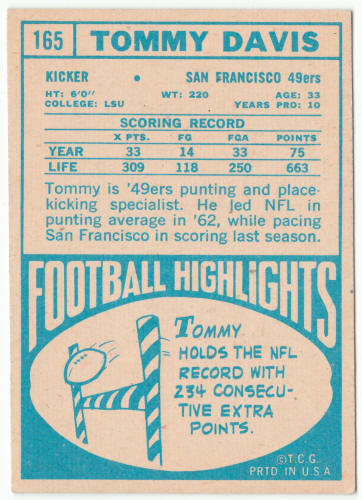 165 TOMMY DAVIS
KICKER • SAN FRANCISCO 49ers
HT: 6'0" WT: 220 AGE: 33
COLLEGE: LSU YEARS PRO: 10
SCORING RECORD
X PTS. FG FGA POINTS
YEAR 33 14 33 75
LIFE 309 118 250 663
Tommy is '49ers punting and place-
kicking specialist. He led NFL in
punting average in '62, while pacing
San Francisco in scoring last season.
FOOTBALL HIGHLIGHTS
TOMMY
HOLDS THE NFL
RECORD WITH
234 CONSECU-
TIVE EXTRA
POINTS.
©T.C.G.
PRTD IN U.S.A.